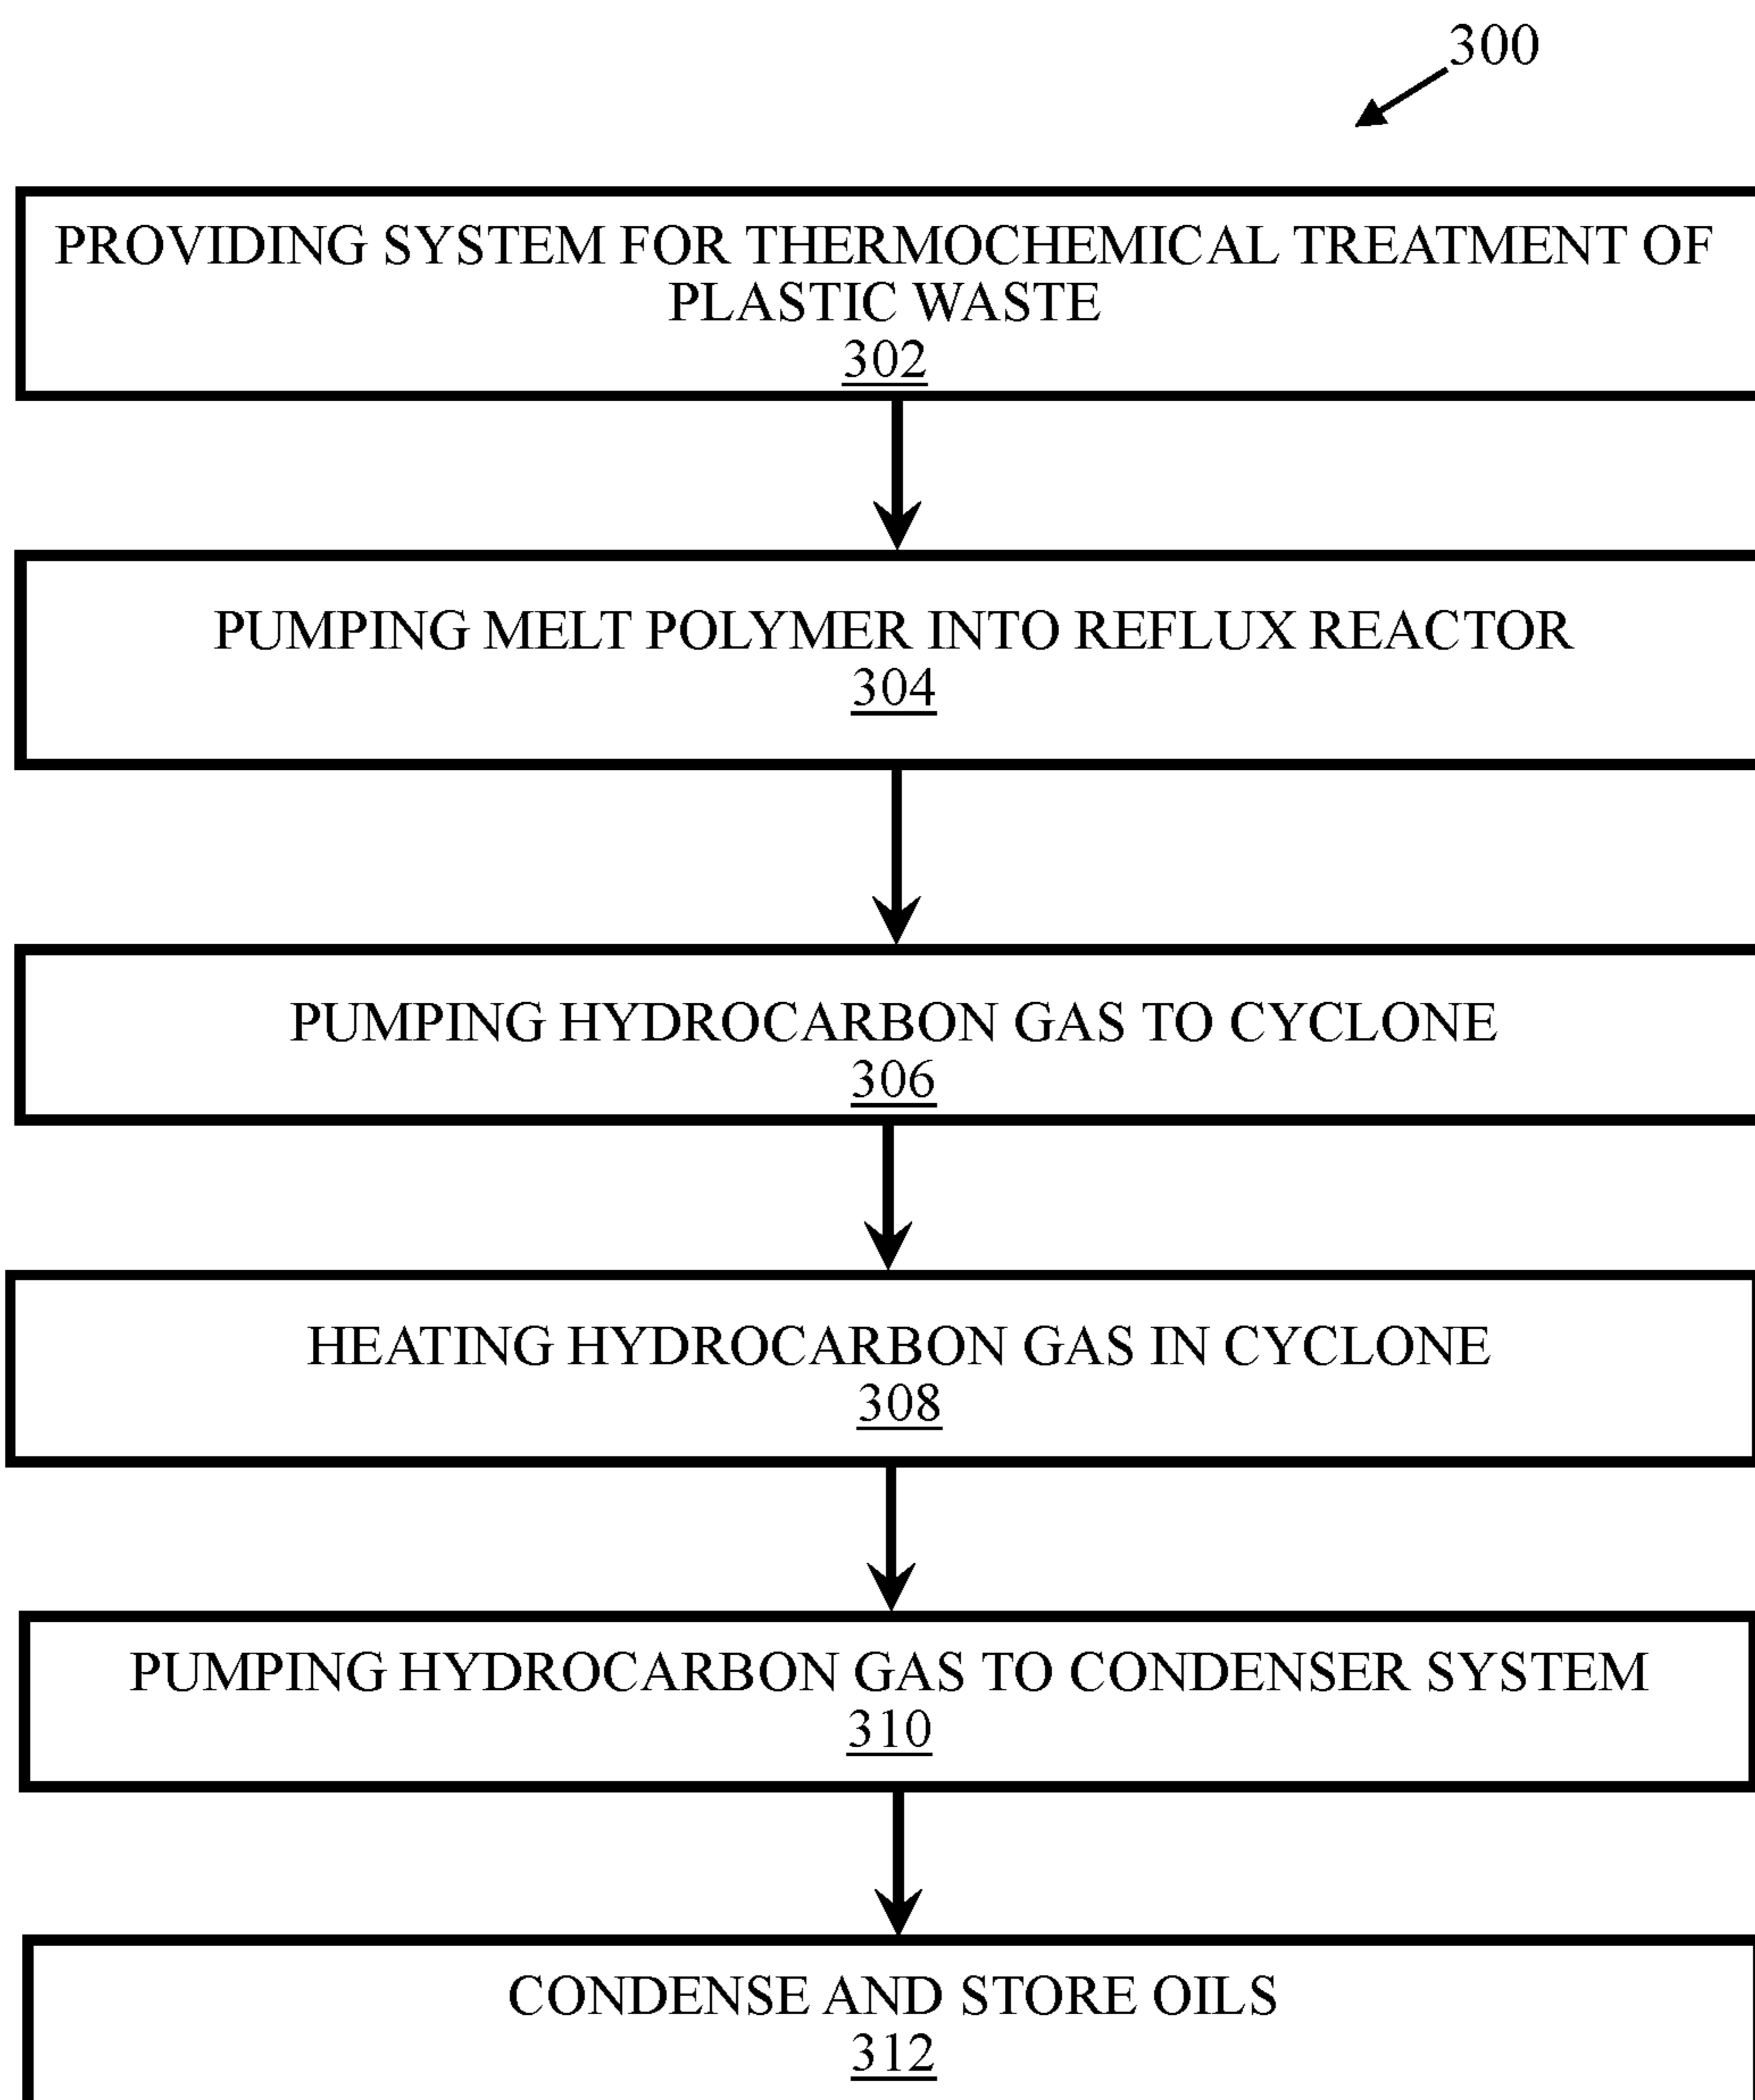 300
PROVIDING SYSTEM FOR THERMOCHEMICAL TREATMENT OF
PLASTIC WASTE
302
PUMPING MELT POLYMER INTO REFLUX REACTOR
304
PUMPING HYDROCARBON GAS TO CYCLONE
306
HEATING HYDROCARBON GAS IN CYCLONE
308
PUMPING HYDROCARBON GAS TO CONDENSER SYSTEM
310
CONDENSE AND STORE OILS
312